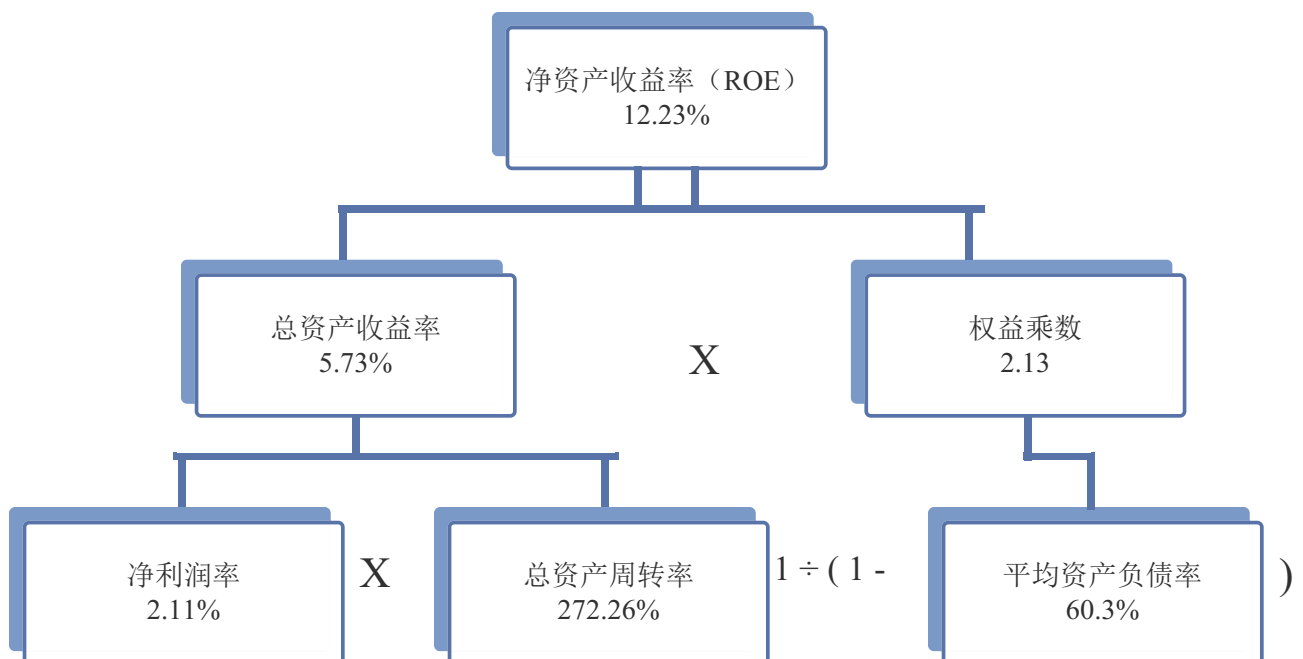 净资产收益率（ROE）
12.23%
总资产收益率
5.73%
X
权益乘数
2.13
净利润率
2.11%
X
总资产周转率
272.26%
1 ÷ ( 1 -
平均资产负债率
60.3%
)